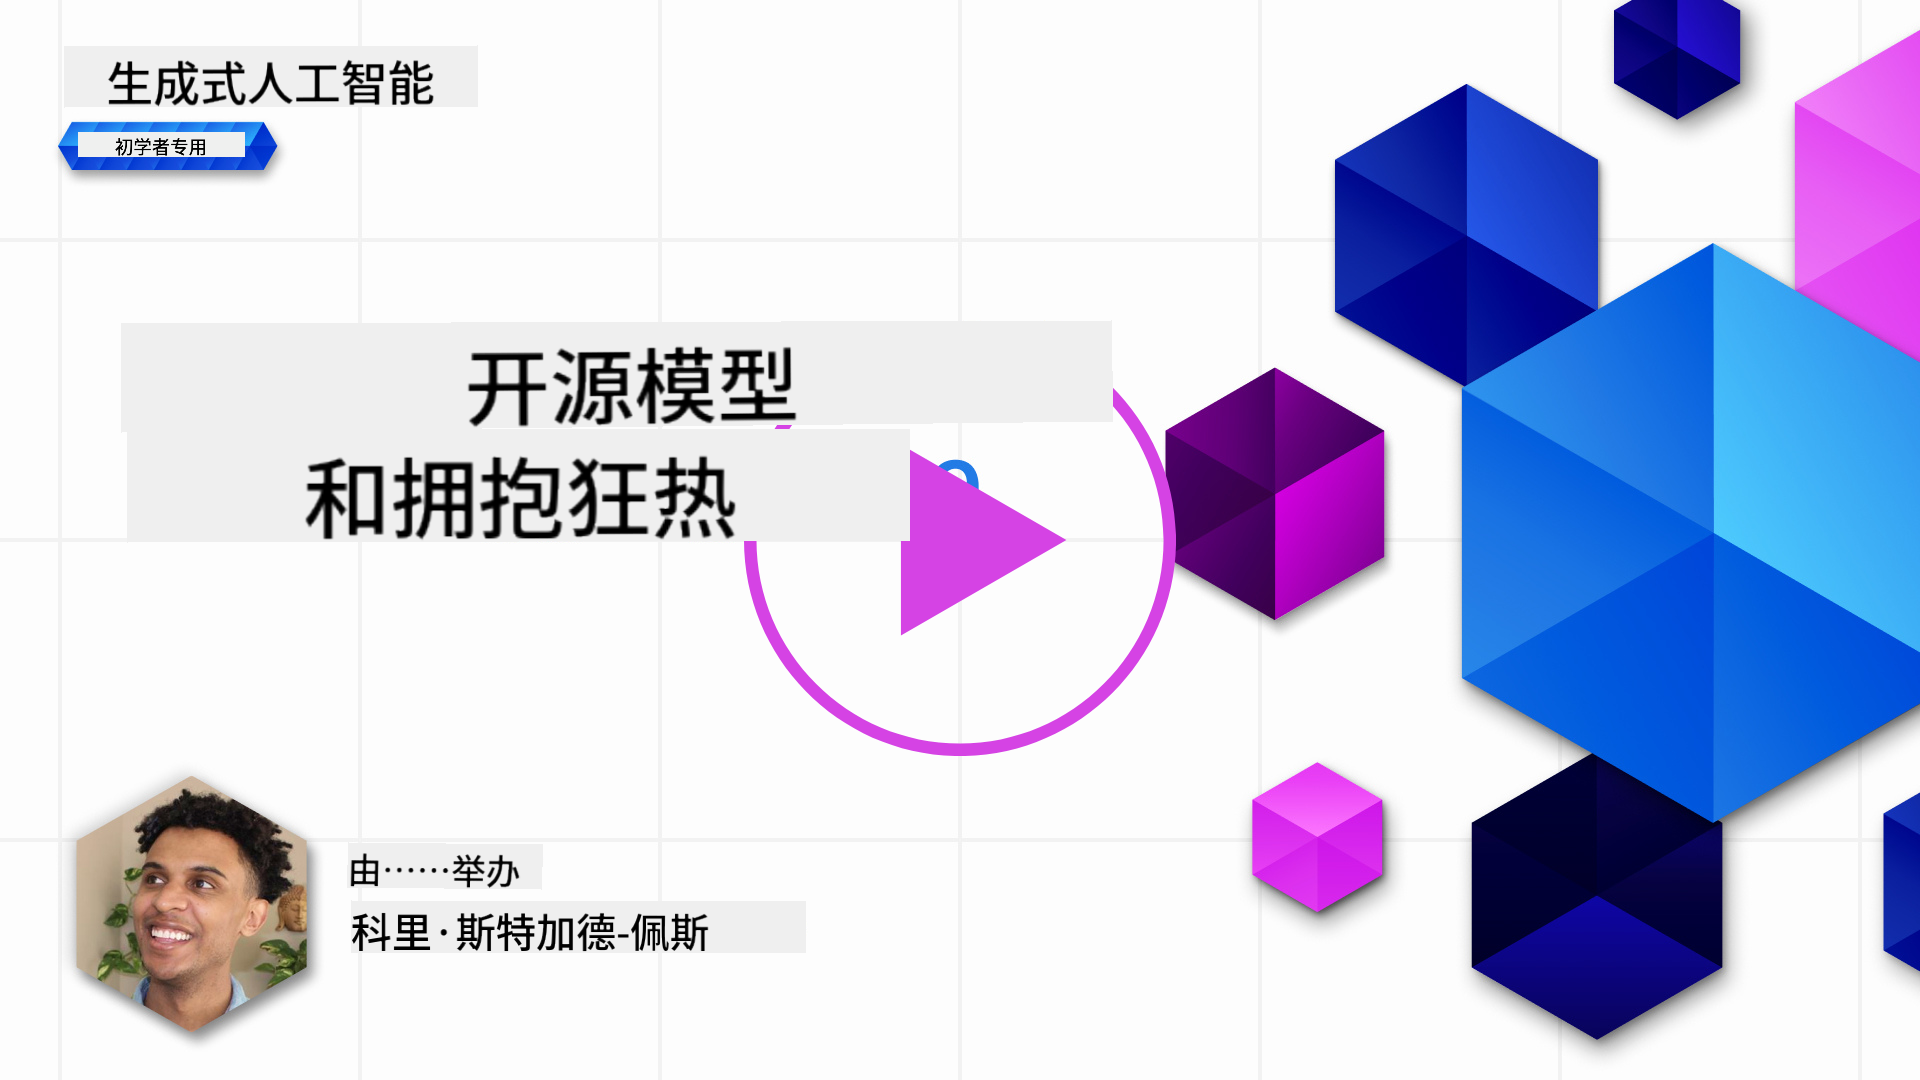 生成式人工智能
初学者专用
开源模型
和拥抱狂热
由······举办
科里·斯特加德-佩斯